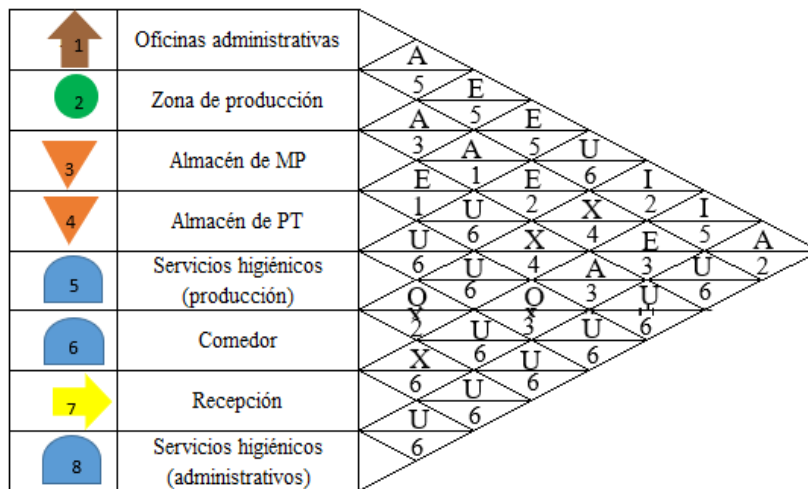 1 Oficinas administrativas
A
5 E
2 Zona de producción
A 5 E
3 A 5 U
3 Almacén de MP
E 1 E 6 I
1 U 2 X 2 I
4 Almacén de PT
U 6 X 4 E 5 A
6 U 4 A 3 U 2
Servicios higiénicos
5 (producción)
O 6 O 3 U 6
X x
2 U 3 U 6
6 Comedor
X 6 U 6
6 U 6
7 Recepción
U 6
Servicios higiénicos
6
8 (administrativos)